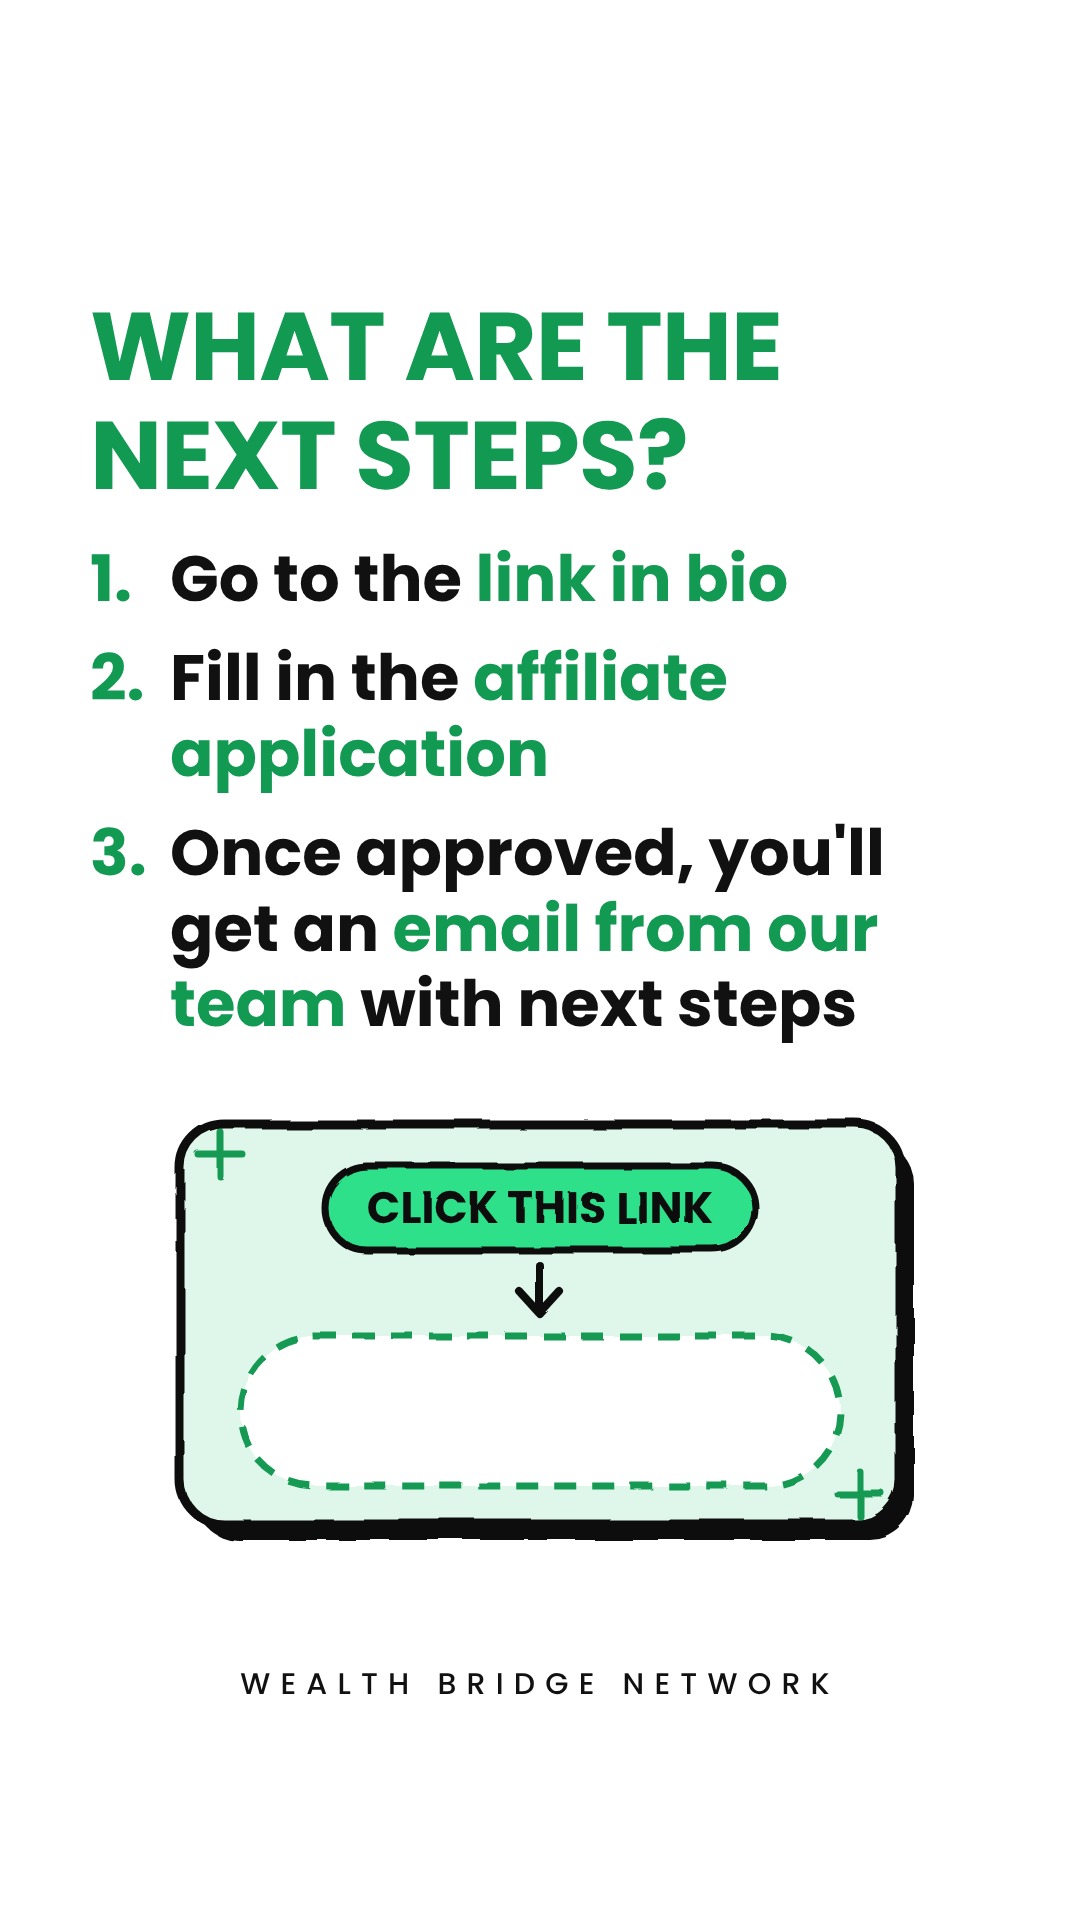 WHAT ARE THE
NEXT STEPS?
1. Go to the link in bio
2. Fill in the affiliate
application
3. Once approved, you'll
get an email from our
team with next steps
CLICK THIS LINK
WEALTH BRIDGE NETWORK